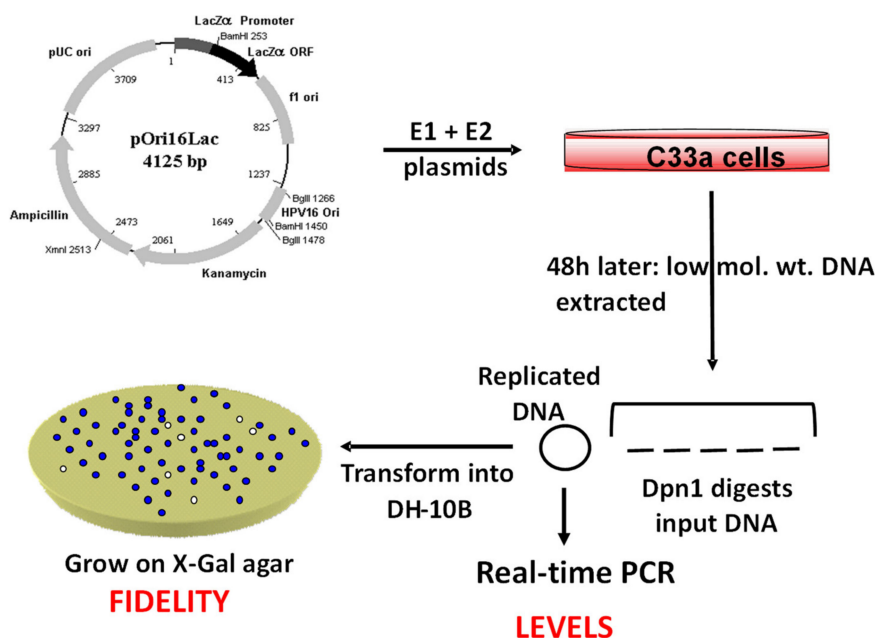 LacZα Promoter
BamHI 253
LacZα ORF
pUC ori
1
413
3709
f1 ori
3297
825
pOri16Lac
4125 bp
2885
1237
BglII 1266
Ampicillin
HPV16 Ori
2473
1649
BamHI 1450
XmnI 2513
2061
BglII 1478
Kanamycin
E1 + E2
plasmids
C33a cells
48h later: low mol. wt. DNA
extracted
Replicated
DNA
Transform into
DH-10B
Dpn1 digests
input DNA
Grow on X-Gal agar
FIDELITY
Real-time PCR
LEVELS